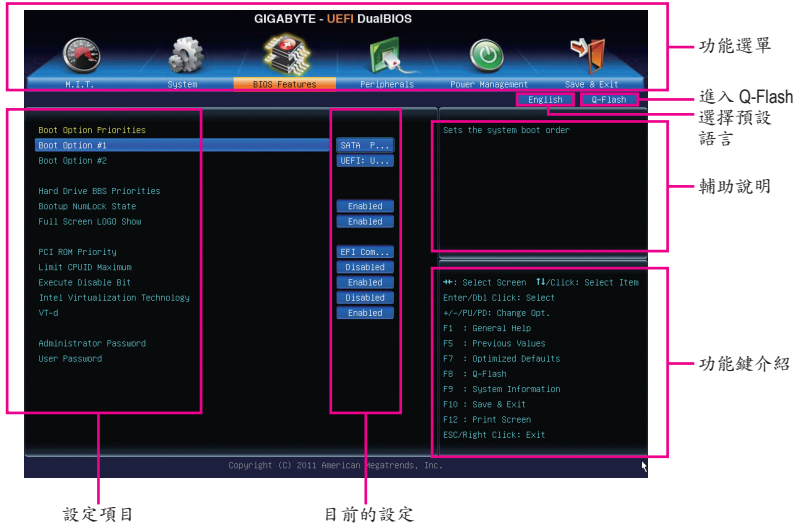 GIGABYTE - UEFI DualBIOS
M.I.T. System BIOS Features Peripherals Power Management Save & Exit
功能選單
English Q-Flash
進入 Q-Flash
選擇預設
語言
Boot Option Priorities
Boot Option #1 SATA P...
Boot Option #2 UEFI: U...
Hard Drive BBS Priorities
Bootup NumLock State Enabled
Full Screen LOGO Show Enabled
PCI ROM Priority EFI Com...
Limit CPUID Maximum Disabled
Execute Disable Bit Enabled
Intel Virtualization Technology Disabled
VT-d Enabled
Administrator Password
User Password
Sets the system boot order
輔助說明
→←: Select Screen ↑↓/Click: Select Item
Enter/Dbl Click: Select
+/-/PU/PD: Change Opt.
F1 : General Help
F5 : Previous Values
F7 : Optimized Defaults
F8 : Q-Flash
F9 : System Information
F10 : Save & Exit
F12 : Print Screen
ESC/Right Click: Exit
功能鍵介紹
Copyright (C) 2011 American Megatrends, Inc.
設定項目
目前的設定